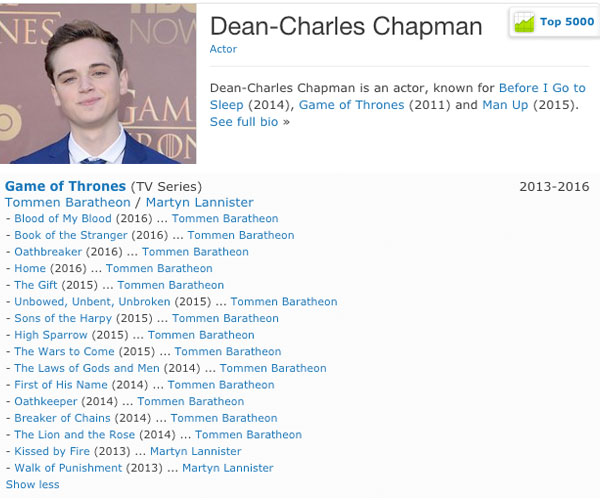 NES
HBO
NOW
GAME
THRONES
HBO
Dean-Charles Chapman
Top 5000
Actor
Dean-Charles Chapman is an actor, known for Before I Go to
Sleep (2014), Game of Thrones (2011) and Man Up (2015).
See full bio »
Game of Thrones (TV Series) 2013-2016
Tommen Baratheon / Martyn Lannister
- Blood of My Blood (2016) ... Tommen Baratheon
- Book of the Stranger (2016) ... Tommen Baratheon
- Oathbreaker (2016) ... Tommen Baratheon
- Home (2016) ... Tommen Baratheon
- The Gift (2015) ... Tommen Baratheon
- Unbowed, Unbent, Unbroken (2015) ... Tommen Baratheon
- Sons of the Harpy (2015) ... Tommen Baratheon
- High Sparrow (2015) ... Tommen Baratheon
- The Wars to Come (2015) ... Tommen Baratheon
- The Laws of Gods and Men (2014) ... Tommen Baratheon
- First of His Name (2014) ... Tommen Baratheon
- Oathkeeper (2014) ... Tommen Baratheon
- Breaker of Chains (2014) ... Tommen Baratheon
- The Lion and the Rose (2014) ... Tommen Baratheon
- Kissed by Fire (2013) ... Martyn Lannister
- Walk of Punishment (2013) ... Martyn Lannister
Show less